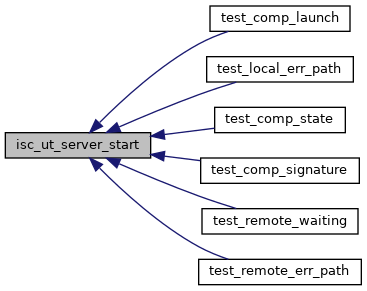 test_comp_launch
test_local_err_path
test_comp_state
isc_ut_server_start
test_comp_signature
test_remote_waiting
test_remote_err_path